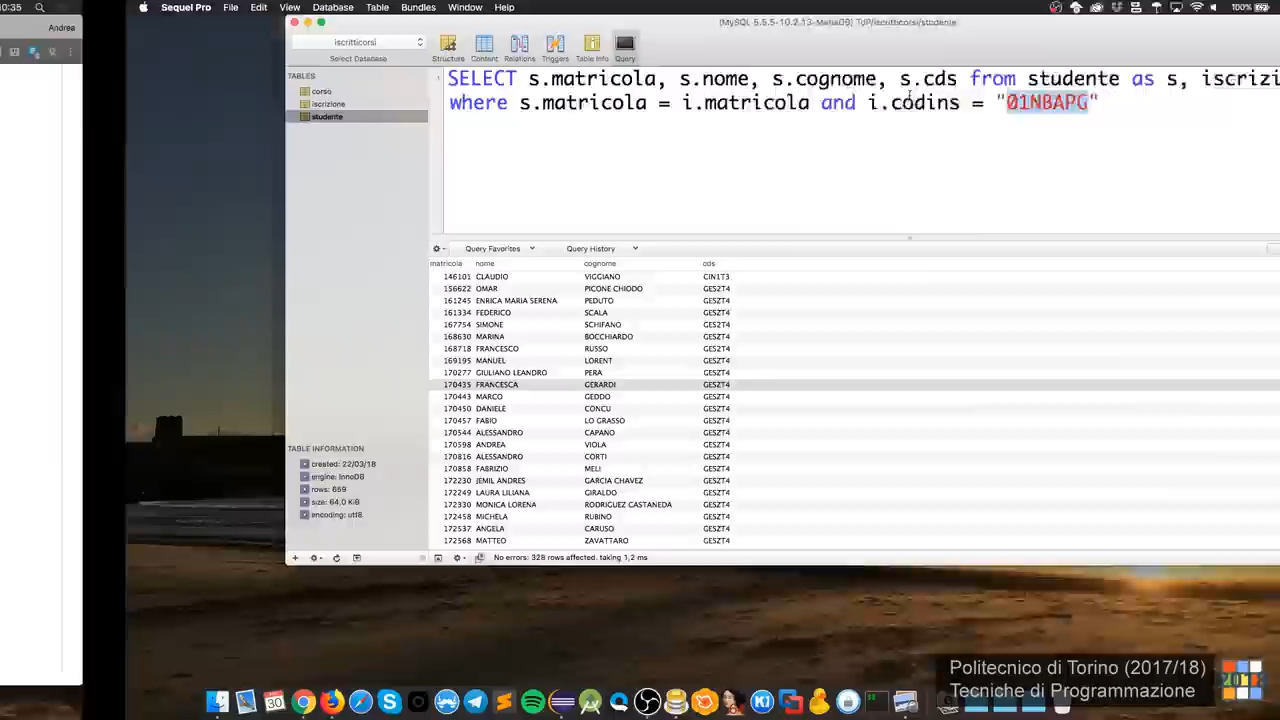 0:35
Sequel Pro File Edit View Database Table Bundles Window Help
100%
Andrea
iscritticorsi
Select Database
Structure Content Relations Triggers Table Info Query
TABLES
corso
iscrizione
studente
SELECT s.matricola, s.nome, s.cognome, s.cds from studente as s, iscrizi
where s.matricola = i.matricola and i.codins = "01NBAPG"
Query Favorites Query History
matricola nome cognome cds
146101 CLAUDIO VIGGIANO CIN1T3
156622 OMAR PICONE CHIODO GESZT4
161245 ENRICA MARIA SERENA PEDUTO GESZT4
161334 FEDERICO SCALA GESZT4
167754 SIMONE SCHIFANO GESZT4
168630 MARINA BOCCHIARDO GESZT4
168718 FRANCESCO RUSSO GESZT4
169195 MANUEL LORENT GESZT4
170277 GIULIANO LEANDRO PERA GESZT4
170435 FRANCESCA GERARDI GESZT4
170443 MARCO GEDDO GESZT4
170450 DANIELE CONCU GESZT4
170457 FABIO LO GRASSO GESZT4
170544 ALESSANDRO CAPANO GESZT4
170598 ANDREA VIOLA GESZT4
170816 ALESSANDRO CORTI GESZT4
170858 FABRIZIO MELI GESZT4
172230 JEMIL ANDRES GARCIA CHAVEZ GESZT4
172249 LAURA LILIANA GIRALDO GESZT4
172330 MONICA LORENA RODRIGUEZ CASTANEDA GESZT4
172458 MICHELA RUBINO GESZT4
172537 ANGELA CARUSO GESZT4
172568 MATTEO ZAVATTARO GESZT4
TABLE INFORMATION
created: 22/03/18
engine: InnoDB
rows: 659
size: 64,0 KiB
encoding: utf8
No errors: 328 rows affected. taking 1,2 ms
Politecnico di Torino (2017/18)
Tecniche di Programmazione